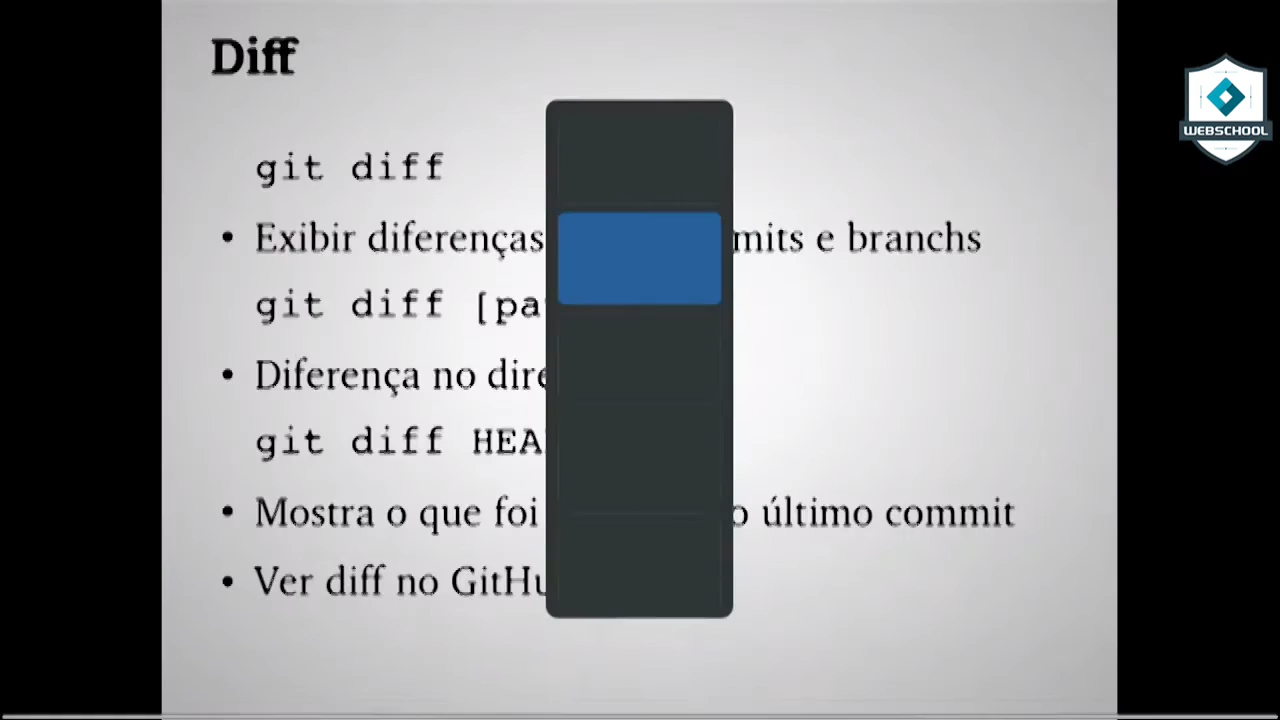 Diff
git diff
• Exibir diferenças mits e branchs
git diff [pa
• Diferença no dire
git diff HEA
• Mostra o que foi o último commit
• Ver diff no GitHu
WEBSCHOOL